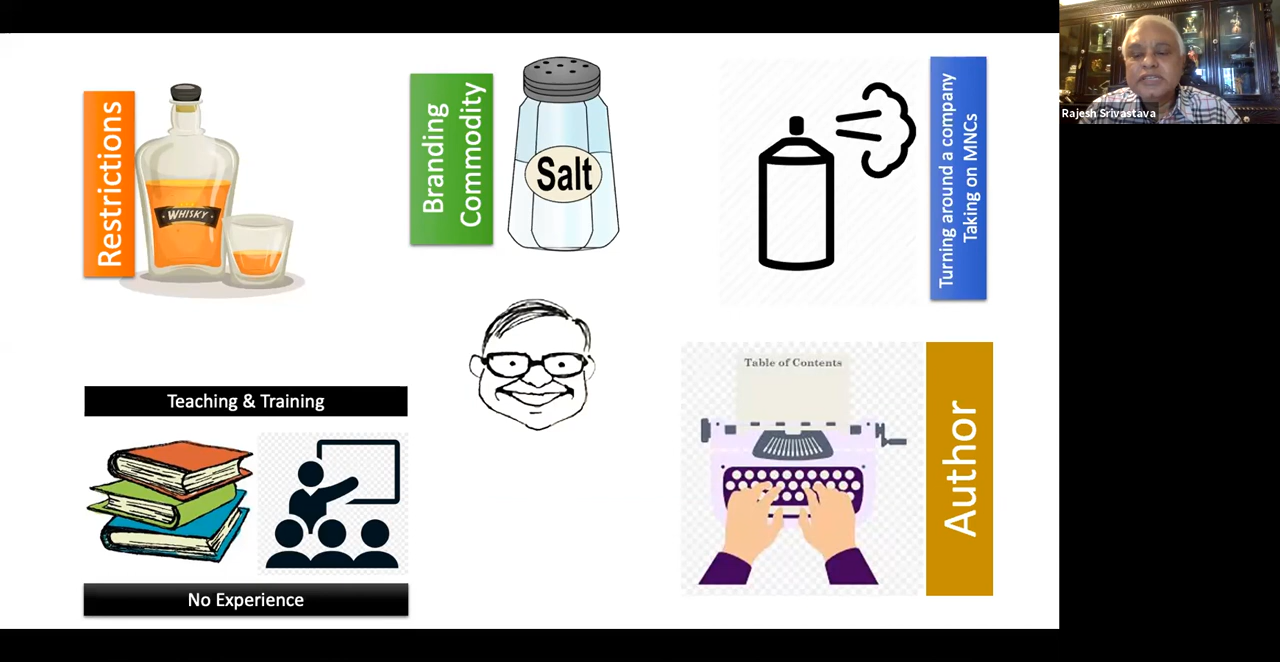 Restrictions
WHISKY
Branding
Commodity
Salt
Turning around a company
Taking on MNCs
Rajesh Srivastava
Teaching & Training
No Experience
Table of Contents
Author